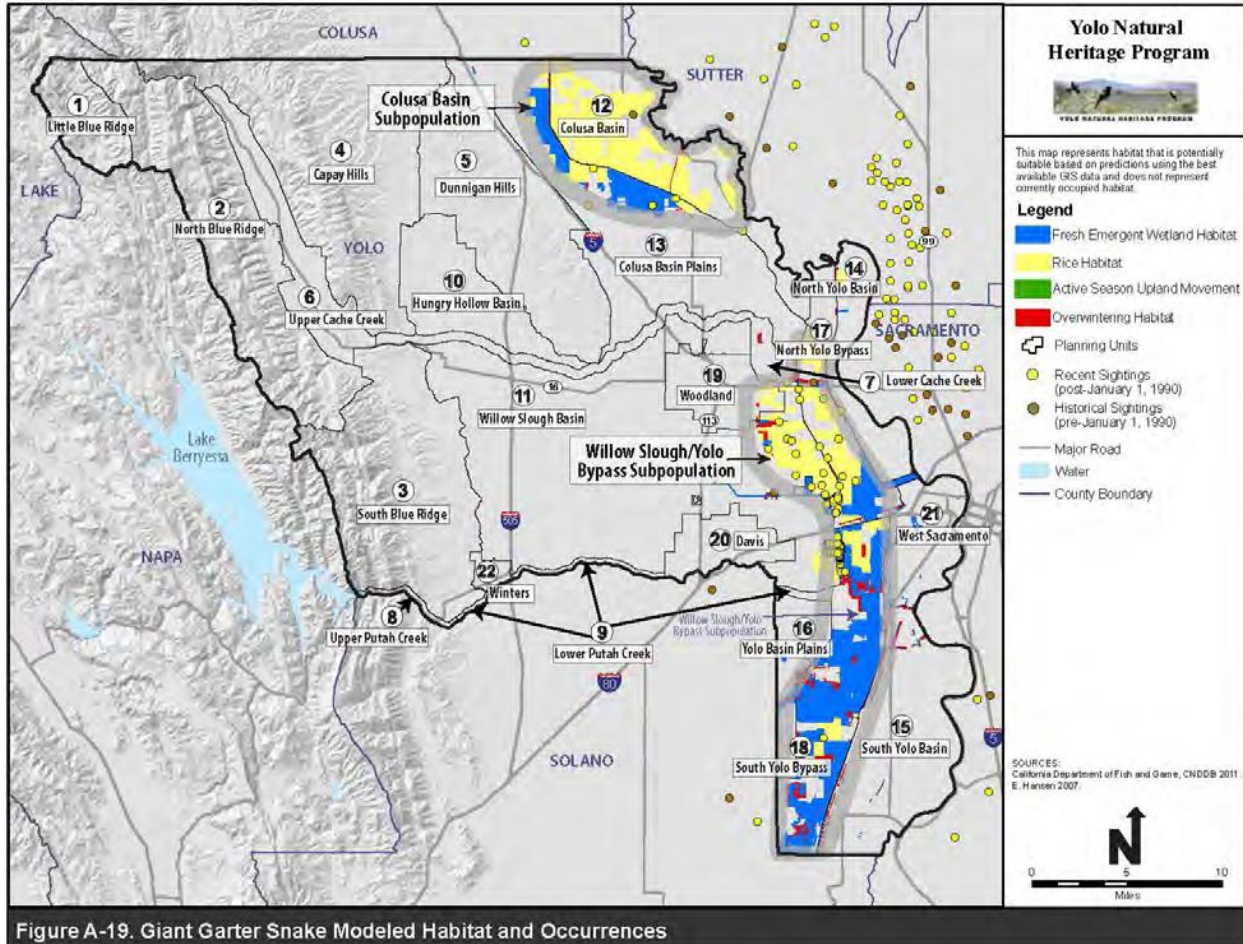 COLUSA
SUTTER
1
Little Blue Ridge
Colusa Basin
Subpopulation
12
Colusa Basin
4
Capay Hills
5
Dunnigan Hills
LAKE
2
North Blue Ridge
YOLO
5
13
Colusa Basin Plains
99
14
North Yolo Basin
10
Hungry Hollow Basin
6
Upper Cache Creek
SACRAMENTO
17
North Yolo Bypass
7
Lower Cache Creek
16
19
Woodland
11
Willow Slough Basin
113
Willow Slough/Yolo
Bypass Subpopulation
Lake
Berryessa
3
South Blue Ridge
505
21
West Sacramento
20
Davis
NAPA
22
Winters
8
Upper Putah Creek
9
Lower Putah Creek
Willow Slough/Yolo
Bypass Subpopulation
16
Yolo Basin Plains
80
15
South Yolo Basin
5
SOLANO
18
South Yolo Bypass
Yolo Natural
Heritage Program
YOLO NATURAL HERITAGE PROGRAM
This map represents habitat that is potentially
suitable based on predictions using the best
available GIS data and does not represent
currently occupied habitat.
Legend
Fresh Emergent Wetland Habitat
Rice Habitat
Active Season Upland Movement
Overwintering Habitat
Planning Units
Recent Sightings
(post-January 1, 1990)
Historical Sightings
(pre-January 1, 1990)
Major Road
Water
County Boundary
SOURCES:
California Department of Fish and Game, CNDDB 2011.
E. Hansen 2007.
N
0 5 10
Miles
Figure A-19. Giant Garter Snake Modeled Habitat and Occurrences